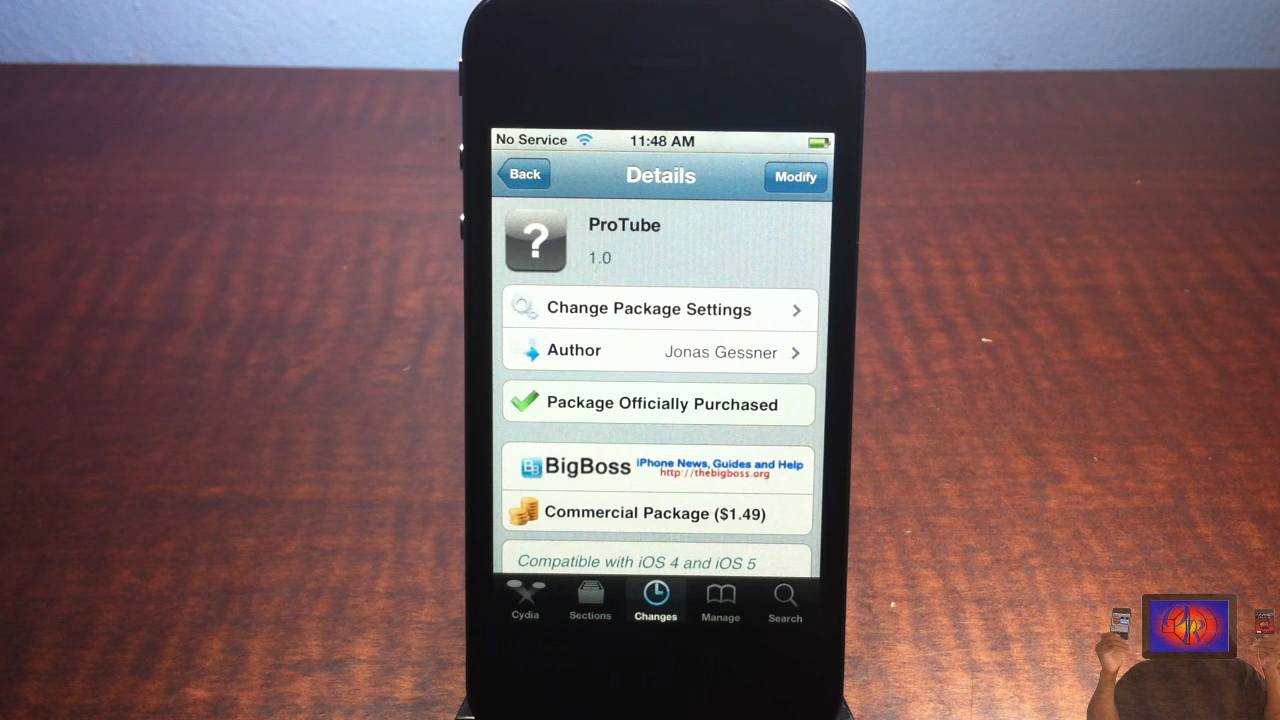 No Service 11:48 AM
Back Details Modify
?
ProTube
1.0
Change Package Settings
Author Jonas Gessner
Package Officially Purchased
BigBoss iPhone News, Guides and Help
http://thebigboss.org
Commercial Package ($1.49)
Compatible with iOS 4 and iOS 5
Cydia Sections Changes Manage Search